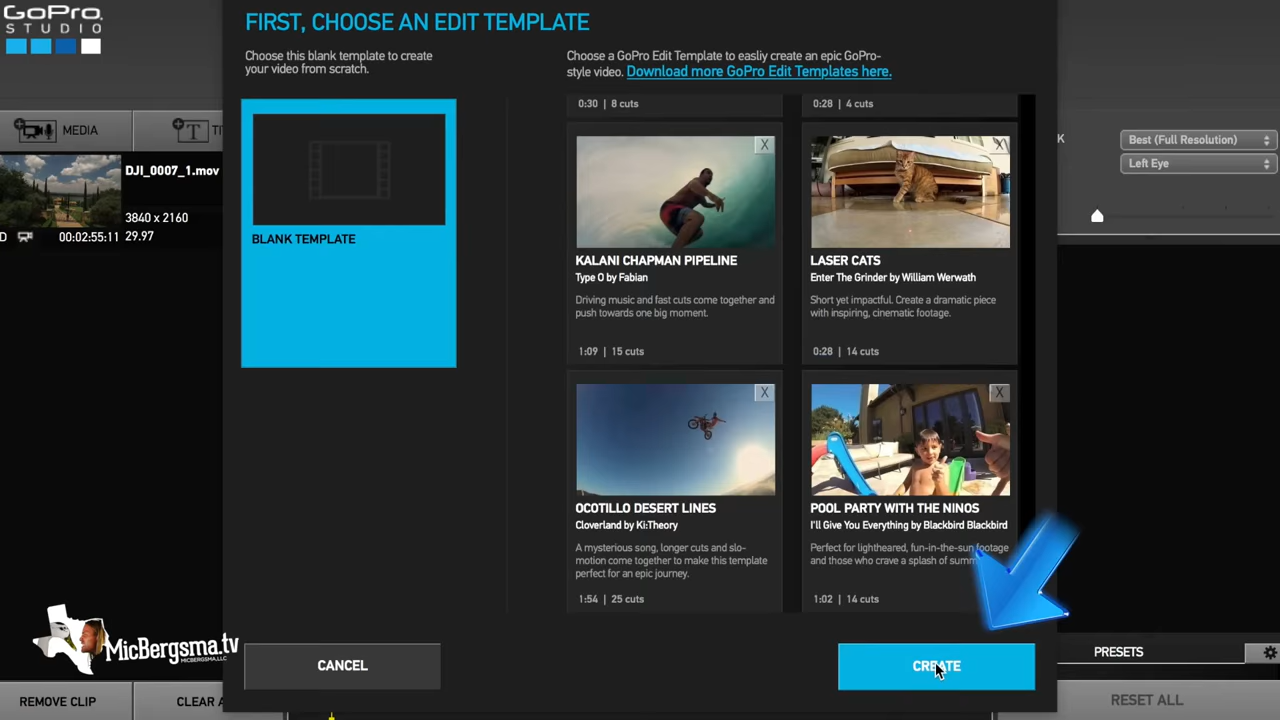 GoPro
STUDIO
FIRST, CHOOSE AN EDIT TEMPLATE
Choose this blank template to create
your video from scratch.
Choose a GoPro Edit Template to easliy create an epic GoPro-
style video. Download more GoPro Edit Templates here.
MEDIA
DJI_0007_1.mov
3840 x 2160
00:02:55:11 29.97
BLANK TEMPLATE
0:30 | 8 cuts
0:28 | 4 cuts
Best (Full Resolution)
Left Eye
KALANI CHAPMAN PIPELINE
Type O by Fabian
Driving music and fast cuts come together and
push towards one big moment.
1:09 | 15 cuts
LASER CATS
Enter The Grinder by William Werwath
Short yet impactful. Create a dramatic piece
with inspiring, cinematic footage.
0:28 | 14 cuts
OCOTILLO DESERT LINES
Cloverland by Ki:Theory
A mysterious song, longer cuts and slo-
motion come together to make this template
perfect for an epic journey.
1:54 | 25 cuts
POOL PARTY WITH THE NINOS
I'll Give You Everything by Blackbird Blackbird
Perfect for lightheared, fun-in-the-sun footage
and those who crave a splash of
1:02 | 14 cuts
MicBergsma.tv
MICBERGSMA,LLC.
CANCEL
CREATE
PRESETS
REMOVE CLIP
CLEAR
RESET ALL